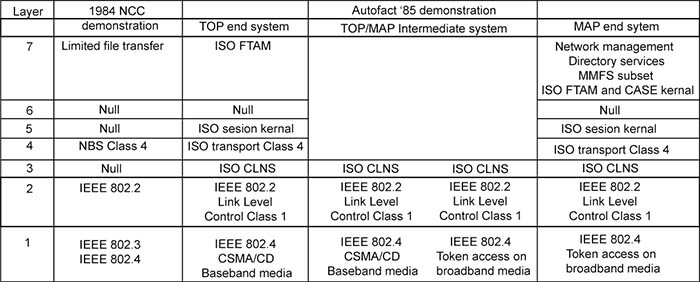 Layer 1984 NCC demonstration Autofact ‘85 demonstration
TOP end sytem TOP/MAP Intermediate system MAP end sytem
7 Limited file transfer ISO FTAM Network management
Directory services
MMFS subset
ISO FTAM and CASE kernal
6 Null Null Null
5 Null ISO sesion kernal ISO sesion kernal
4 NBS Class 4 ISO transport Class 4 ISO transport Class 4
3 Null ISO CLNS ISO CLNS ISO CLNS ISO CLNS
2 IEEE 802.2 IEEE 802.2 IEEE 802.2 IEEE 802.2 IEEE 802.2
Link Level Link Level Link Level Link Level
Control Class 1 Control Class 1 Control Class 1 Control Class 1
1 IEEE 802.3 IEEE 802.4 IEEE 802.4 IEEE 802.4 IEEE 802.4
IEEE 802.4 CSMA/CD CSMA/CD Token access on Token access on
Baseband media Baseband media broadband media broadband media